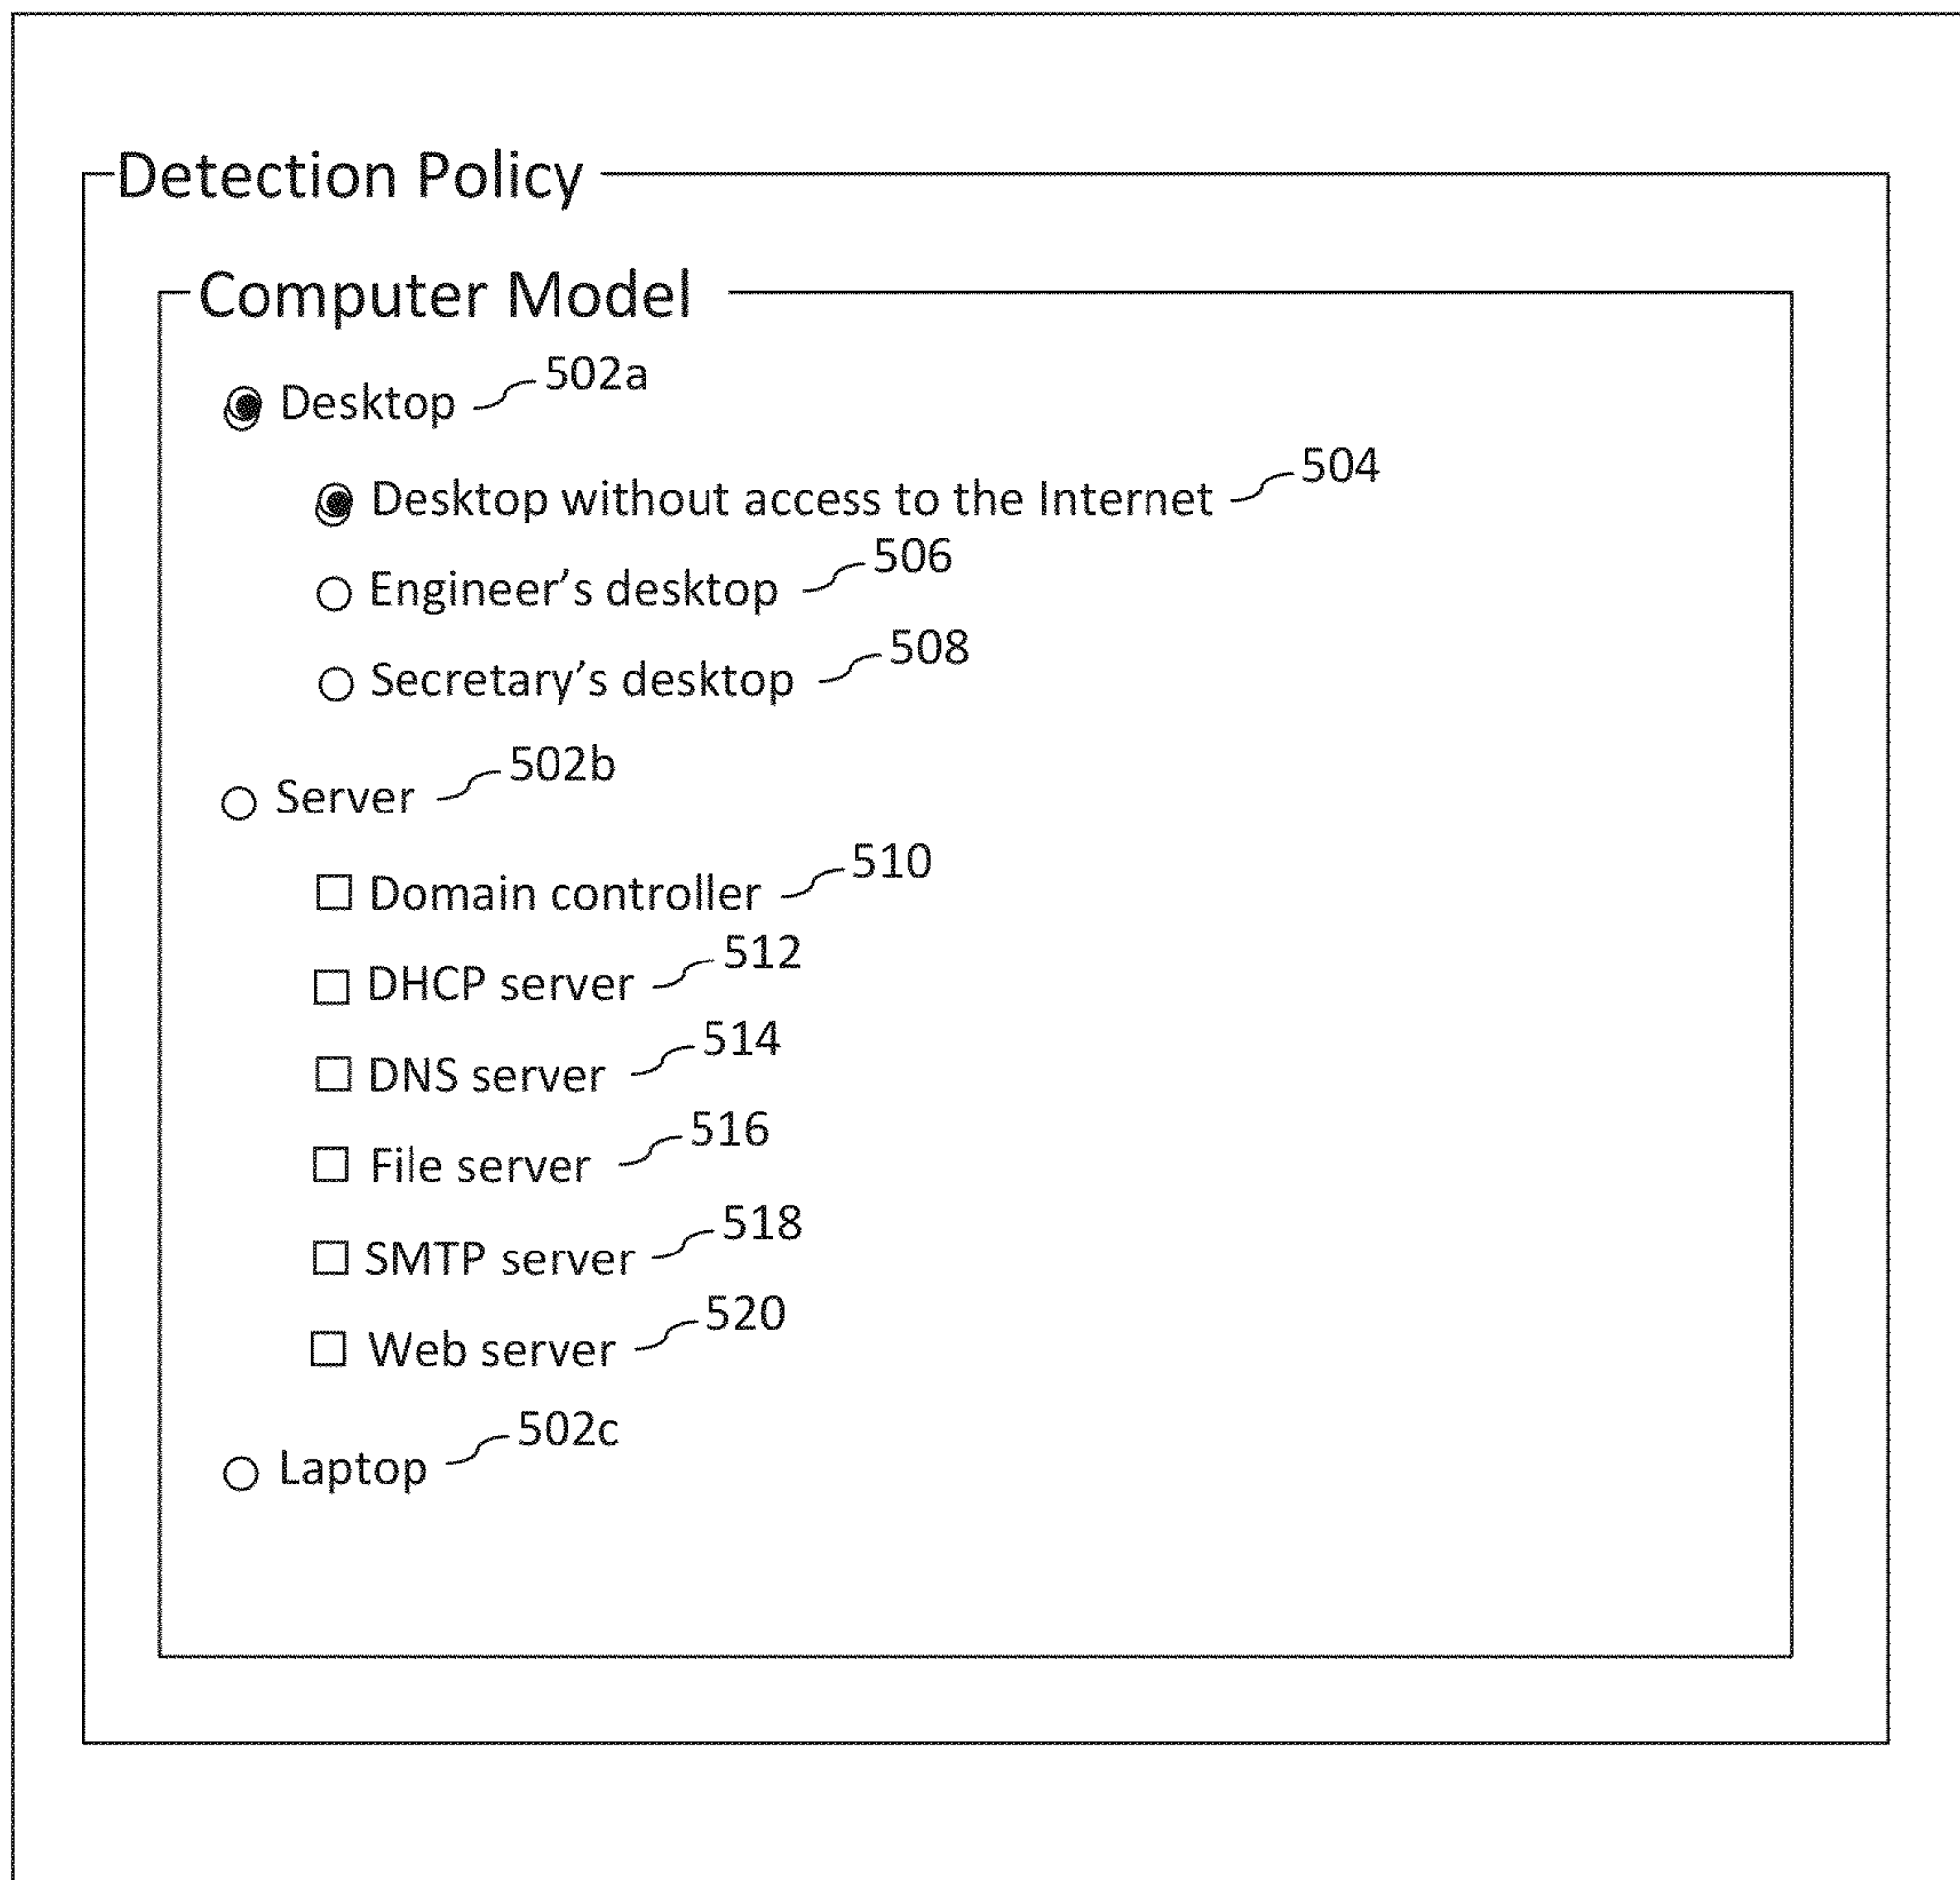 Detection Policy
Computer Model
Desktop 502a
Desktop without access to the Internet 504
Engineer’s desktop 506
Secretary’s desktop 508
Server 502b
Domain controller 510
DHCP server 512
DNS server 514
File server 516
SMTP server 518
Web server 520
Laptop 502c